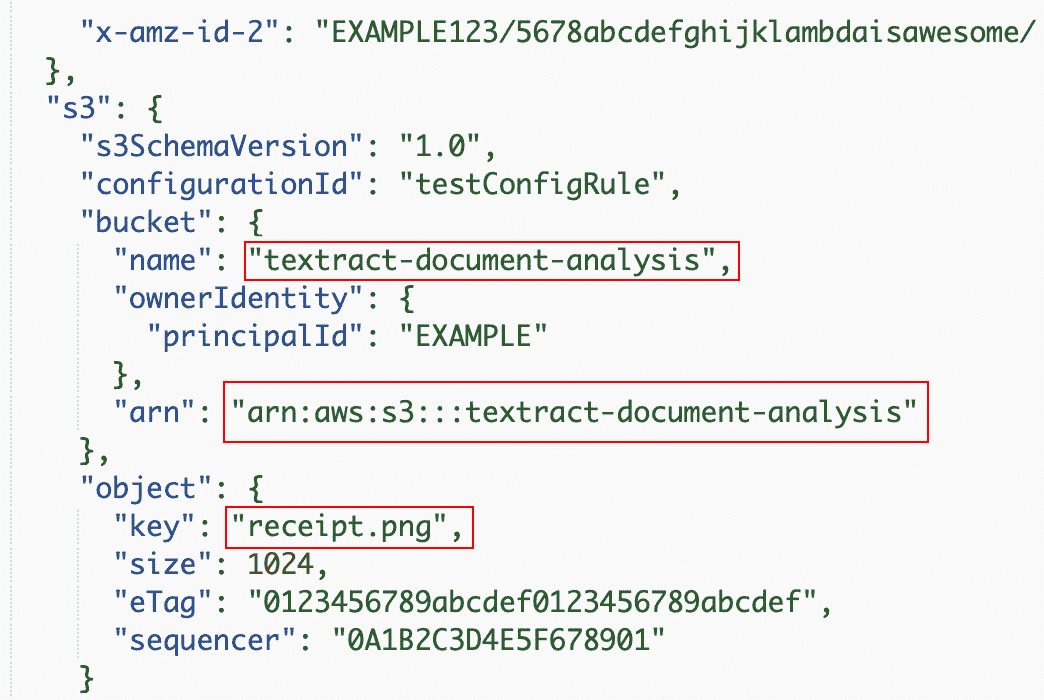 "x-amz-id-2": "EXAMPLE123/5678abcdefghijklambdaisawesome/
},
"s3": {
"s3SchemaVersion": "1.0",
"configurationId": "testConfigRule",
"bucket": {
"name": "textract-document-analysis",
"ownerIdentity": {
"principalId": "EXAMPLE"
},
"arn": "arn:aws:s3:::textract-document-analysis"
},
"object": {
"key": "receipt.png",
"size": 1024,
"eTag": "0123456789abcdef0123456789abcdef",
"sequencer": "0A1B2C3D4E5F678901"
}